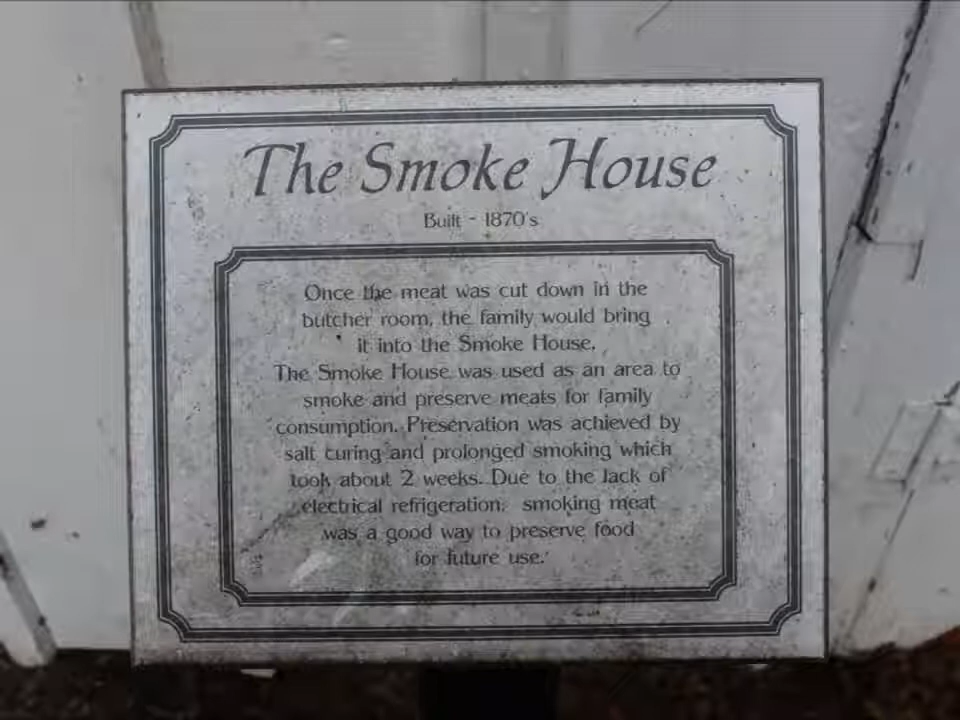 The Smoke House
Built - 1870's
Once the meat was cut down in the
butcher room, the family would bring
it into the Smoke House.
The Smoke House was used as an area to
smoke and preserve meats for family
consumption. Preservation was achieved by
salt curing and prolonged smoking which
took about 2 weeks. Due to the lack of
electrical refrigeration, smoking meat
was a good way to preserve food
for future use.